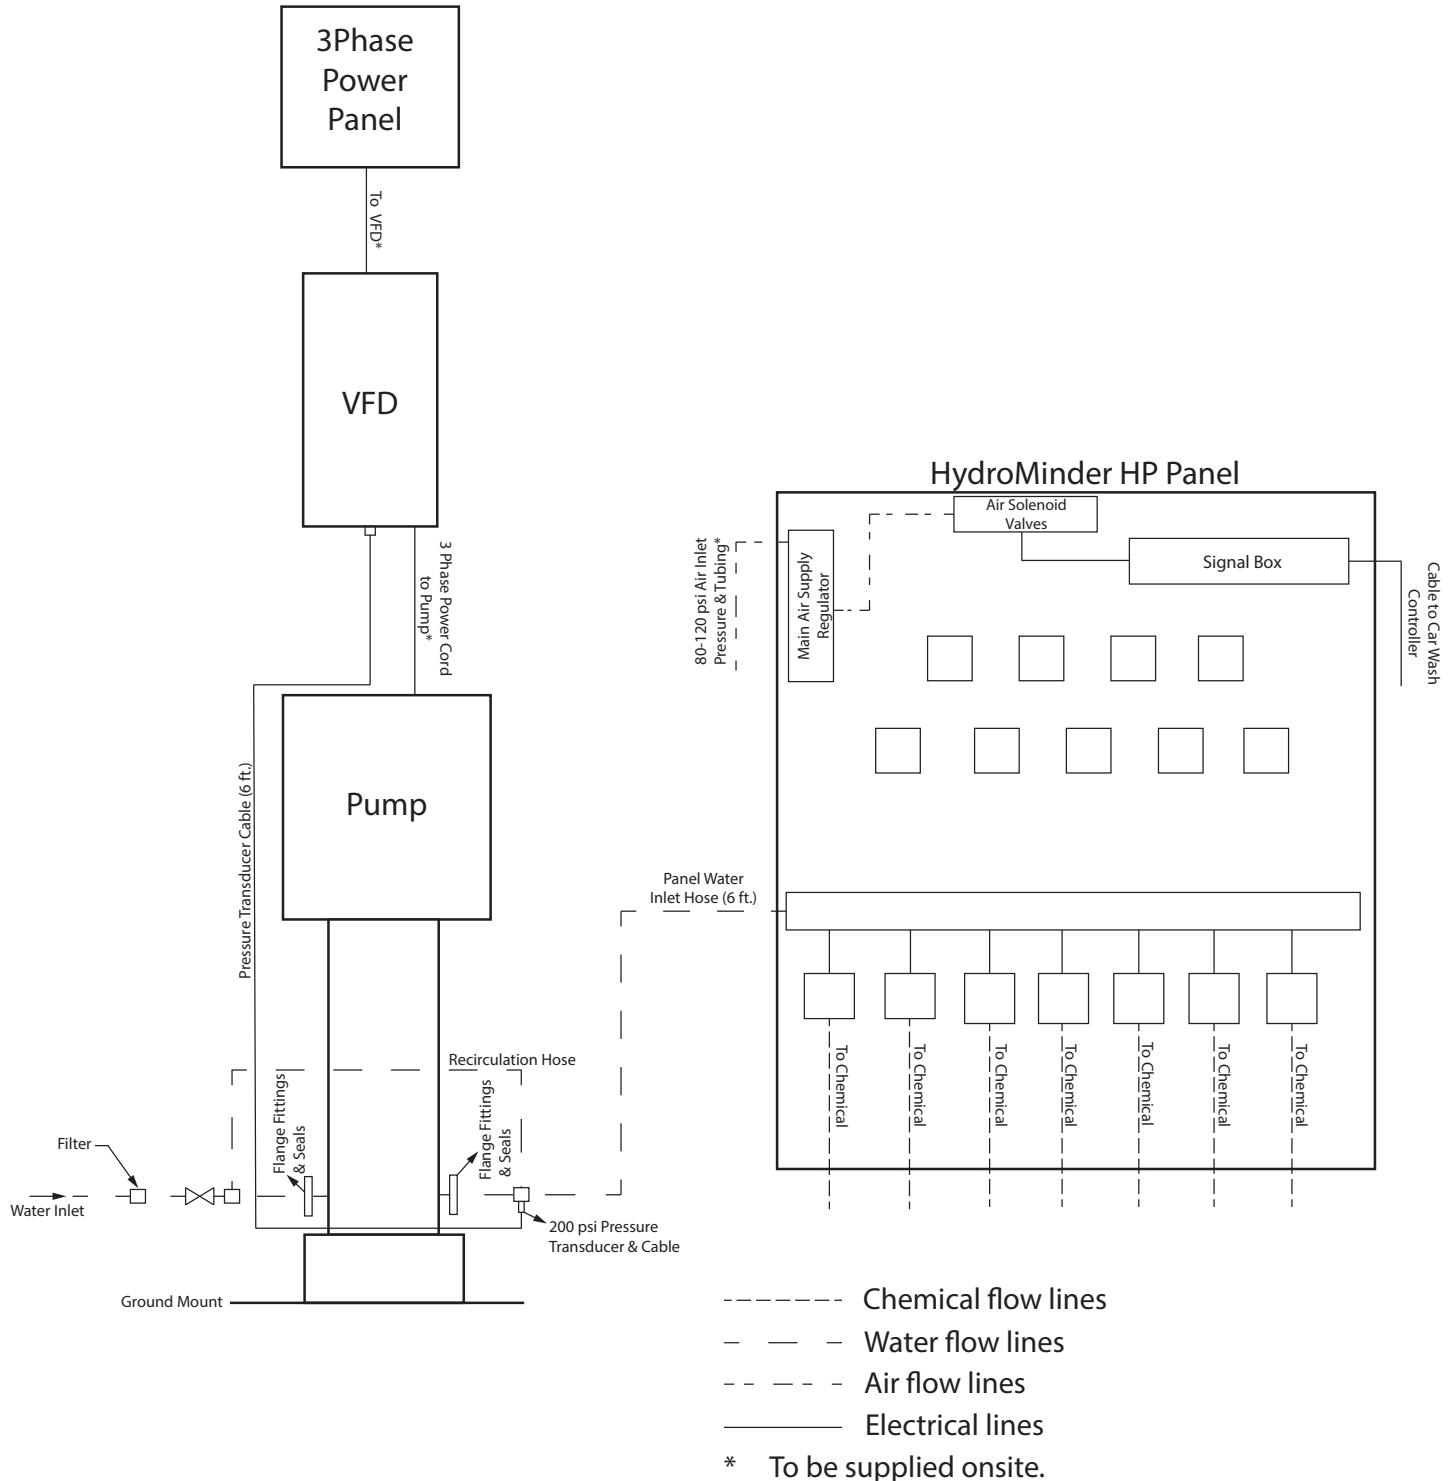 3Phase
Power
Panel
To VFD*
VFD
3 Phase Power Cord
to Pump*
Pressure Transducer Cable (6 ft.)
Pump
HydroMinder HP Panel
Air Solenoid
Valves
Signal Box
Main Air Supply
Regulator
80-120 psi Air Inlet
Pressure & Tubing*
Cable to Car Wash
Controller
Panel Water
Inlet Hose (6 ft.)
To Chemical
To Chemical
To Chemical
To Chemical
To Chemical
To Chemical
To Chemical
Recirculation Hose
Flange Fittings
& Seals
Flange Fittings
& Seals
Filter
Water Inlet
200 psi Pressure
Transducer & Cable
Ground Mount
Chemical flow lines
Water flow lines
Air flow lines
Electrical lines
* To be supplied onsite.